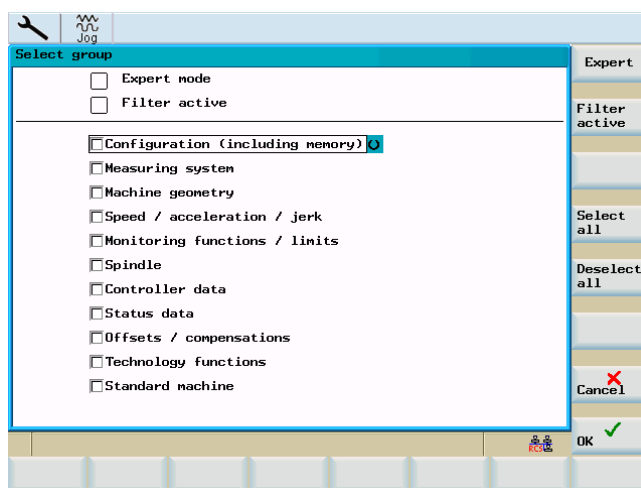 Jog
Select group
Expert mode
Filter active
Configuration (including memory)
Measuring system
Machine geometry
Speed / acceleration / jerk
Monitoring functions / limits
Spindle
Controller data
Status data
Offsets / compensations
Technology functions
Standard machine
Expert
Filter
active
Select
all
Deselect
all
Cancel
OK
RCS